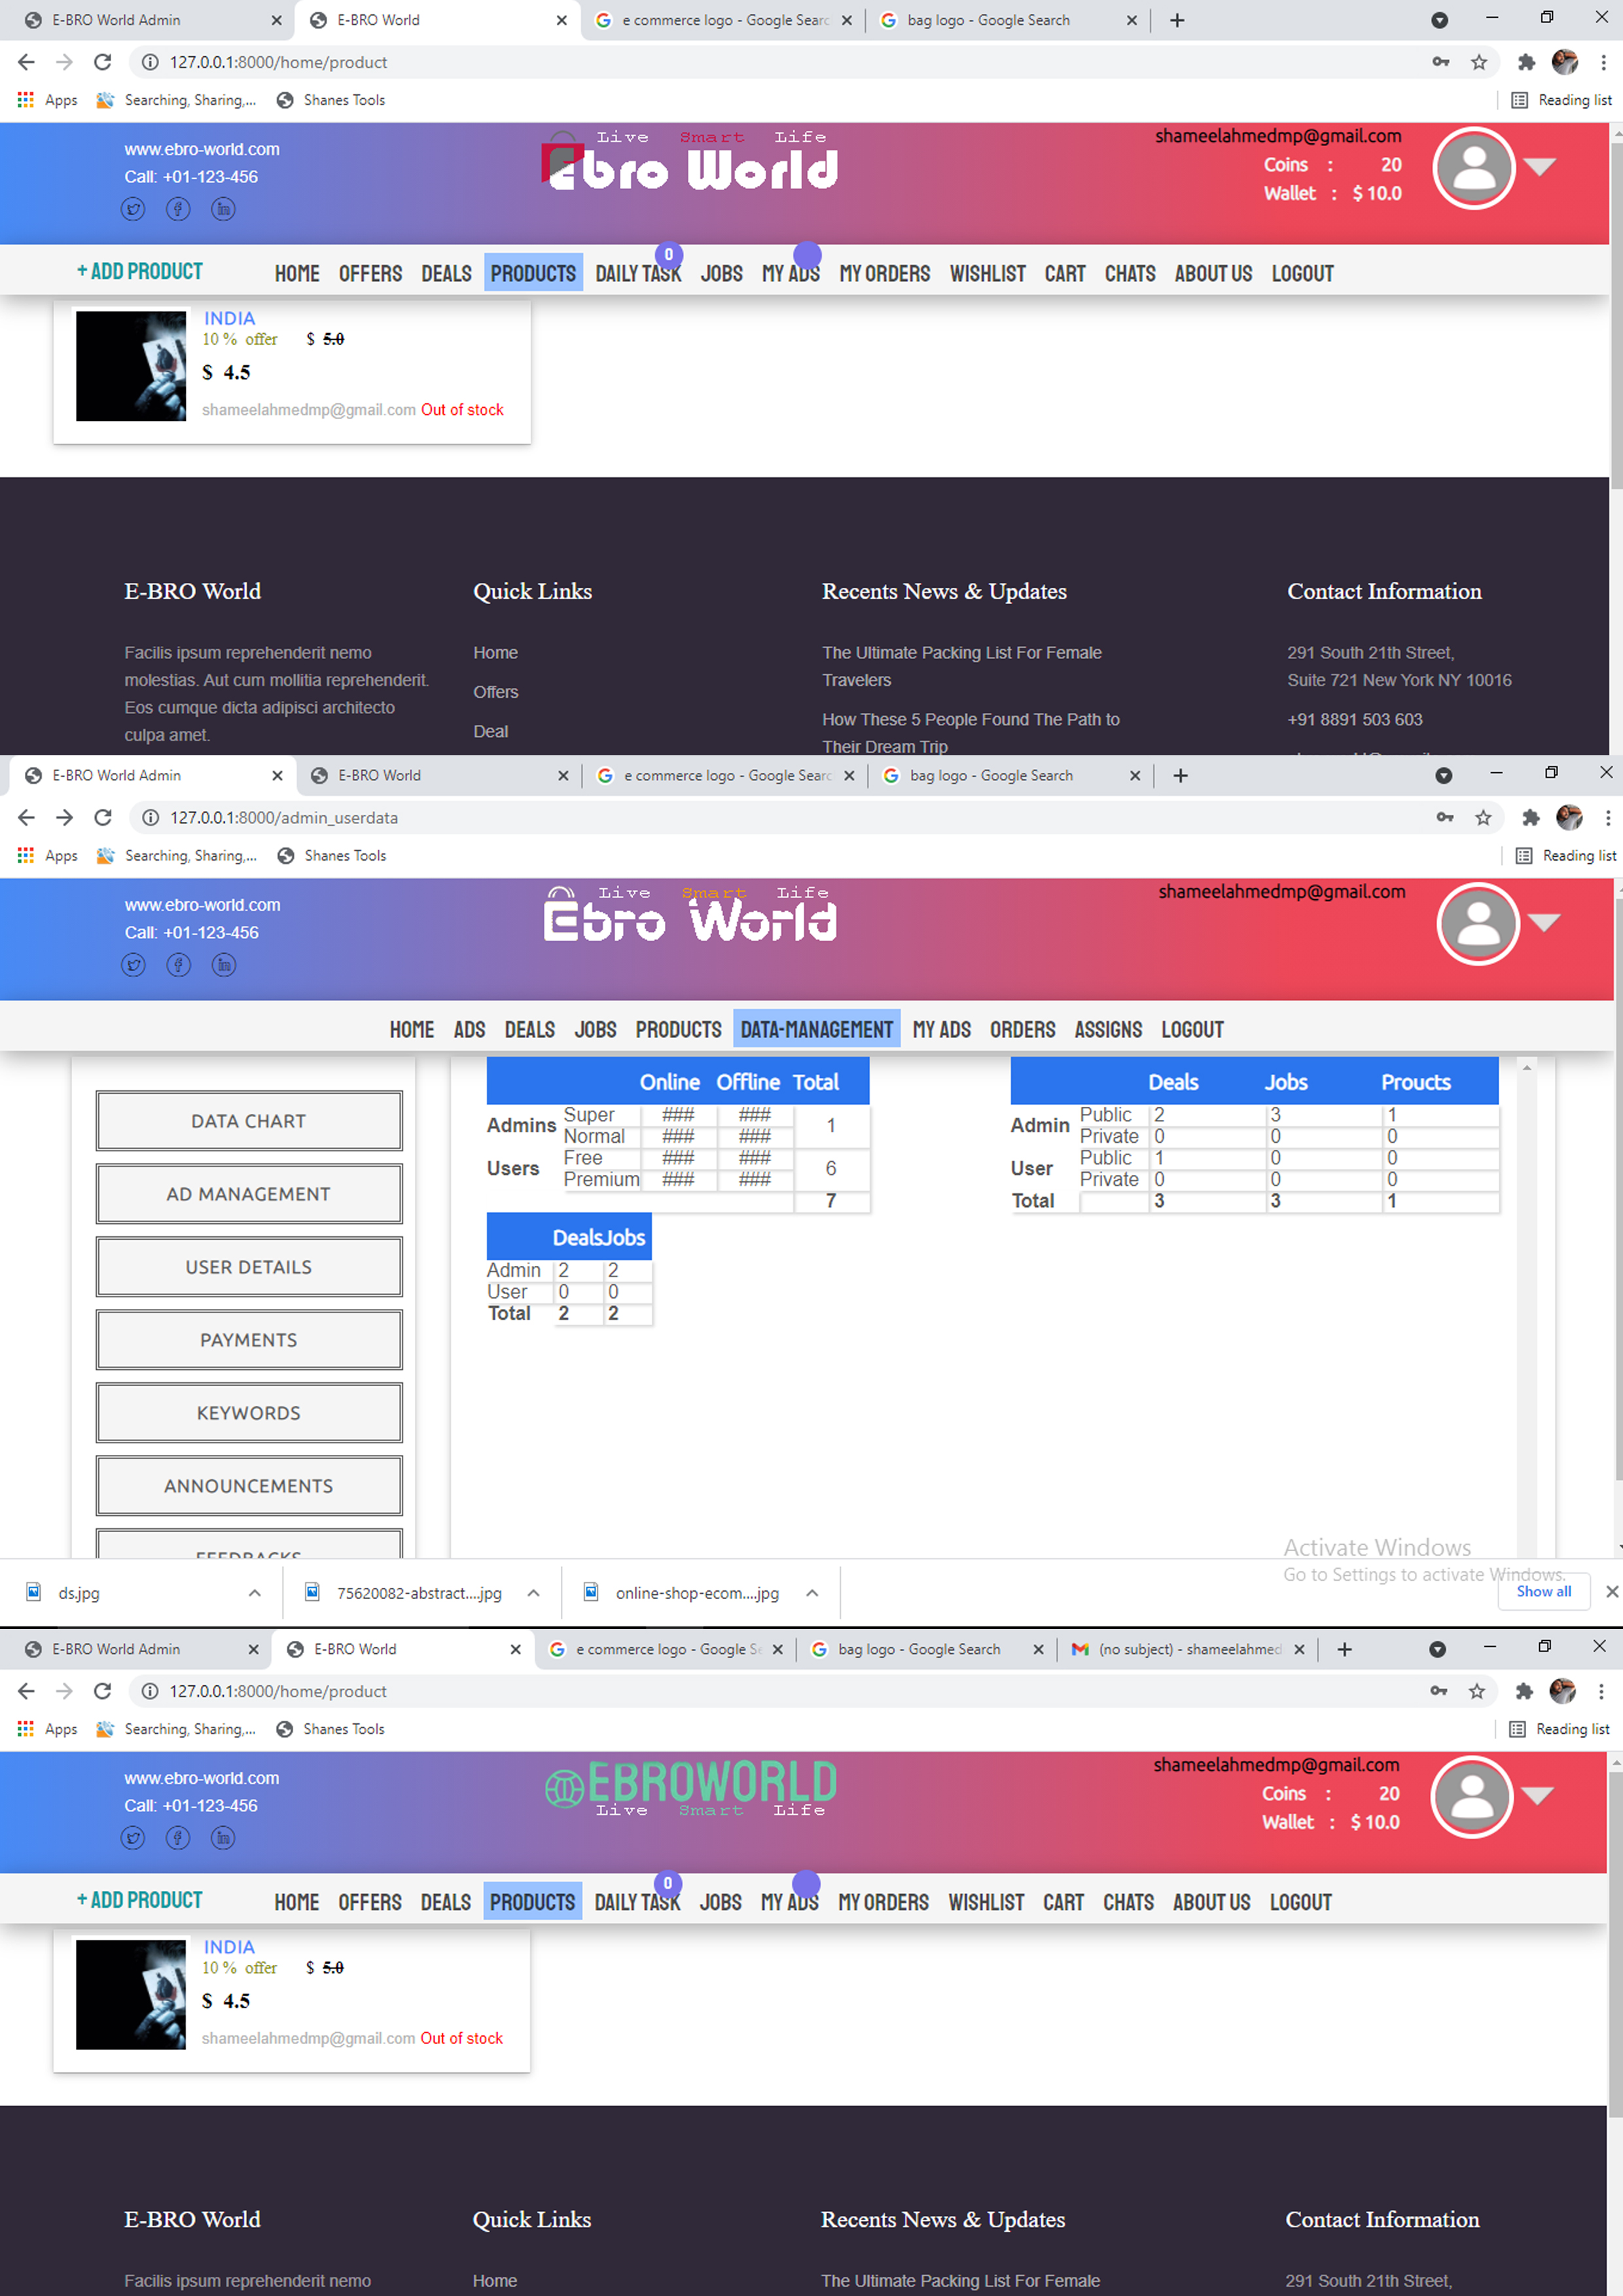 E-BRO World Admin
E-BRO World
e commerce logo - Google Searc
bag logo - Google Search
127.0.0.1:8000/home/product
Apps
Searching, Sharing,...
Shanes Tools
Reading list
www.ebro-world.com
Call: +01-123-456
Live Smart Life
Ebro World
shameelahmedmp@gmail.com
Coins : 20
Wallet : $ 10.0
+ ADD PRODUCT
HOME OFFERS DEALS PRODUCTS DAILY TASK 0 JOBS MY ADS MY ORDERS WISHLIST CART CHATS ABOUT US LOGOUT
INDIA
10 % offer $ 5.0
$ 4.5
shameelahmedmp@gmail.com Out of stock
E-BRO World
Facilis ipsum reprehenderit nemo
molestias. Aut cum mollitia reprehenderit.
Eos cumque dicta adipisci architecto
culpa amet.
Quick Links
Home
Offers
Deal
Recents News & Updates
The Ultimate Packing List For Female
Travelers
How These 5 People Found The Path to
Their Dream Trip
Contact Information
291 South 21th Street,
Suite 721 New York NY 10016
+91 8891 503 603
E-BRO World Admin
E-BRO World
e commerce logo - Google Searc
bag logo - Google Search
127.0.0.1:8000/admin_userdata
Apps
Searching, Sharing,...
Shanes Tools
Reading list
www.ebro-world.com
Call: +01-123-456
Live Smart Life
Ebro World
shameelahmedmp@gmail.com
HOME ADS DEALS JOBS PRODUCTS DATA-MANAGEMENT MY ADS ORDERS ASSIGNS LOGOUT
DATA CHART
AD MANAGEMENT
USER DETAILS
PAYMENTS
KEYWORDS
ANNOUNCEMENTS
FEEDBACKS
Online Offline Total
Admins Super ### ### 1
Normal ### ###
Users Free ### ### 6
Premium ### ###
7
Deals Jobs Proucts
Admin Public 2 3 1
Private 0 0 0
User Public 1 0 0
Private 0 0 0
Total 3 3 1
Deals Jobs
Admin 2 2
User 0 0
Total 2 2
Activate Windows
Go to Settings to activate Windows.
ds.jpg
75620082-abstract....jpg
online-shop-ecom....jpg
Show all
E-BRO World Admin
E-BRO World
e commerce logo - Google Se
bag logo - Google Search
(no subject) - shameelahmed
127.0.0.1:8000/home/product
Apps
Searching, Sharing,...
Shanes Tools
Reading list
www.ebro-world.com
Call: +01-123-456
EBROWORLD
Live Smart Life
shameelahmedmp@gmail.com
Coins : 20
Wallet : $ 10.0
+ ADD PRODUCT
HOME OFFERS DEALS PRODUCTS DAILY TASK 0 JOBS MY ADS MY ORDERS WISHLIST CART CHATS ABOUT US LOGOUT
INDIA
10 % offer $ 5.0
$ 4.5
shameelahmedmp@gmail.com Out of stock
E-BRO World
Facilis ipsum reprehenderit nemo
Quick Links
Home
Recents News & Updates
The Ultimate Packing List For Female
Contact Information
291 South 21th Street,